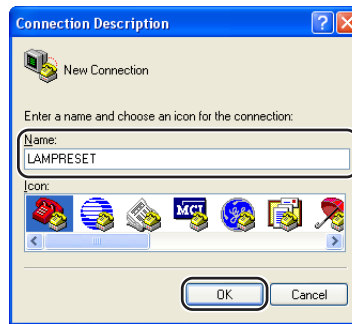 Connection Description
New Connection
Enter a name and choose an icon for the connection:
Name:
LAMPRESET
Icon:
MCI
OK
Cancel